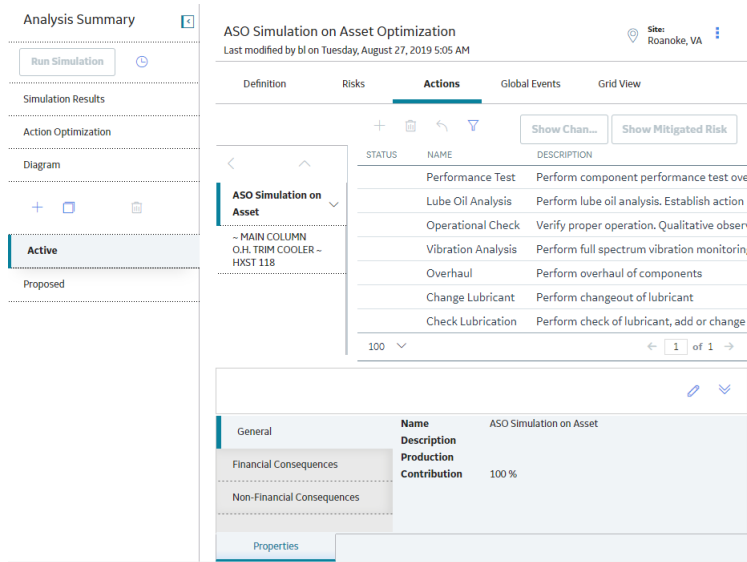 Analysis Summary
Run Simulation
Simulation Results
Action Optimization
Diagram
Active
Proposed
ASO Simulation on Asset Optimization
Last modified by bl on Tuesday, August 27, 2019 5:05 AM
Site:
Roanoke, VA
Definition Risks Actions Global Events Grid View
Show Chan... Show Mitigated Risk
ASO Simulation on
Asset
~ MAIN COLUMN
O.H. TRIM COOLER ~
HXST 118
STATUS NAME DESCRIPTION
Performance Test Perform component performance test ove
Lube Oil Analysis Perform lube oil analysis. Establish action
Operational Check Verify proper operation. Qualitative obser
Vibration Analysis Perform full spectrum vibration monitoring
Overhaul Perform overhaul of components
Change Lubricant Perform changeout of lubricant
Check Lubrication Perform check of lubricant, add or change
100 1 of 1
General
Financial Consequences
Non-Financial Consequences
Name ASO Simulation on Asset
Description
Production
Contribution 100 %
Properties